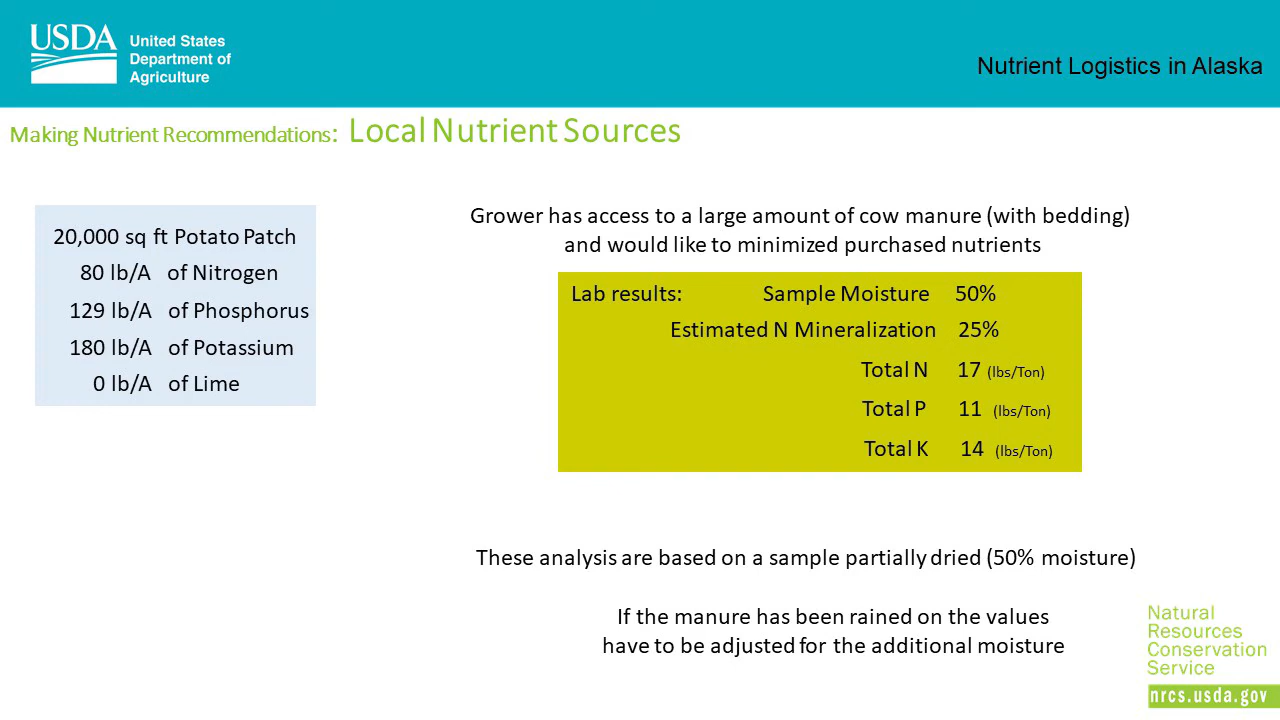 USDA
United States
Department of
Agriculture
Nutrient Logistics in Alaska
Making Nutrient Recommendations: Local Nutrient Sources
20,000 sq ft Potato Patch
80 lb/A of Nitrogen
129 lb/A of Phosphorus
180 lb/A of Potassium
0 lb/A of Lime
Grower has access to a large amount of cow manure (with bedding)
and would like to minimized purchased nutrients
Lab results: Sample Moisture 50%
Estimated N Mineralization 25%
Total N 17 (lbs/Ton)
Total P 11 (lbs/Ton)
Total K 14 (lbs/Ton)
These analysis are based on a sample partially dried (50% moisture)
If the manure has been rained on the values
have to be adjusted for the additional moisture
Natural
Resources
Conservation
Service
nrcs.usda.gov